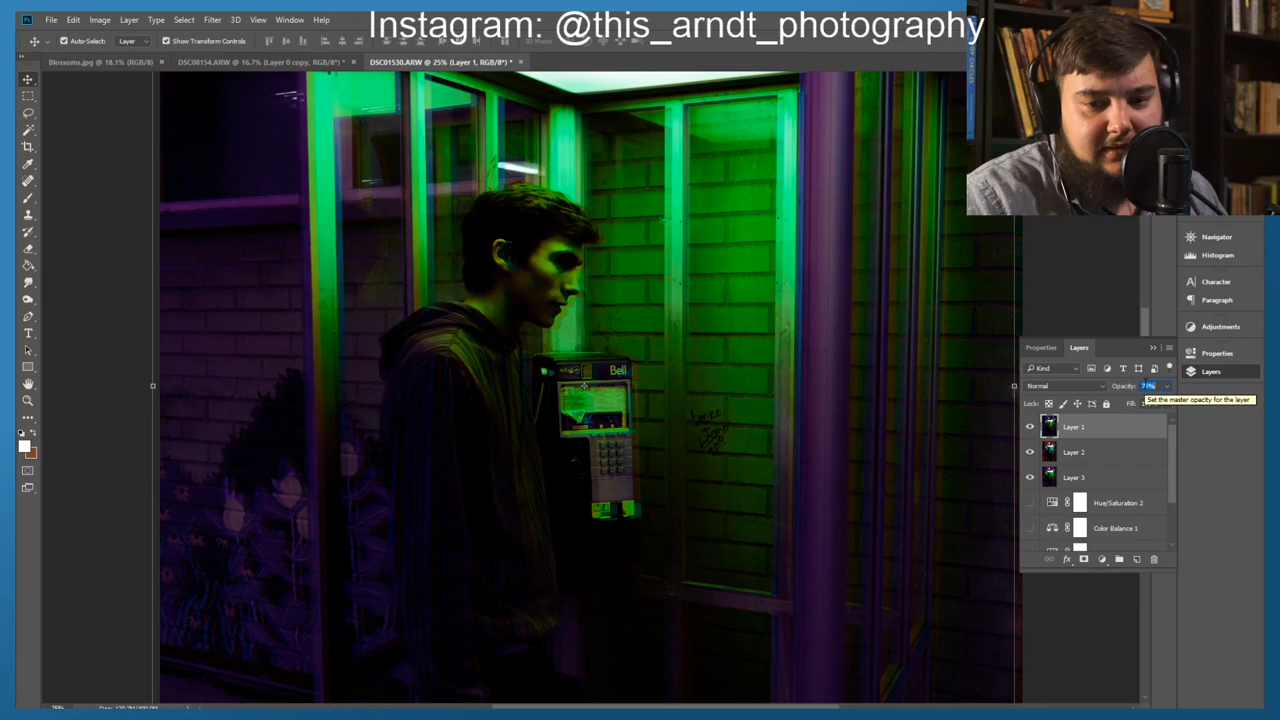 Instagram: @this_arndt_photography
Ps File Edit Image Layer Type Select Filter 3D View Window Help
Auto-Select: Layer Show Transform Controls
Blossoms.jpg @ 18.1% (RGB/8) × DSC08154.ARW @ 16.7% (Layer 0 copy, RGB/8*) * × DSC01530.ARW @ 25% (Layer 1, RGB/8*) * ×
Bell
Navigator
Histogram
Character
Paragraph
Adjustments
Properties
Layers
Properties Layers
Kind
Normal Opacity:
Set the master opacity for the layer
Lock: Fill:
Layer 1
Layer 2
Layer 3
Hue/Saturation 2
Color Balance 1
fx